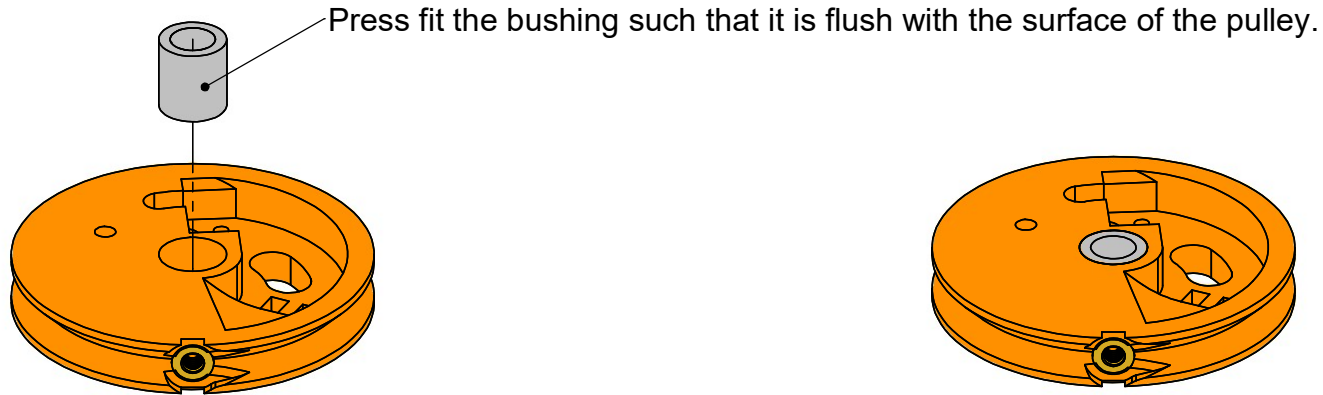 Press fit the bushing such that it is flush with the surface of the pulley.